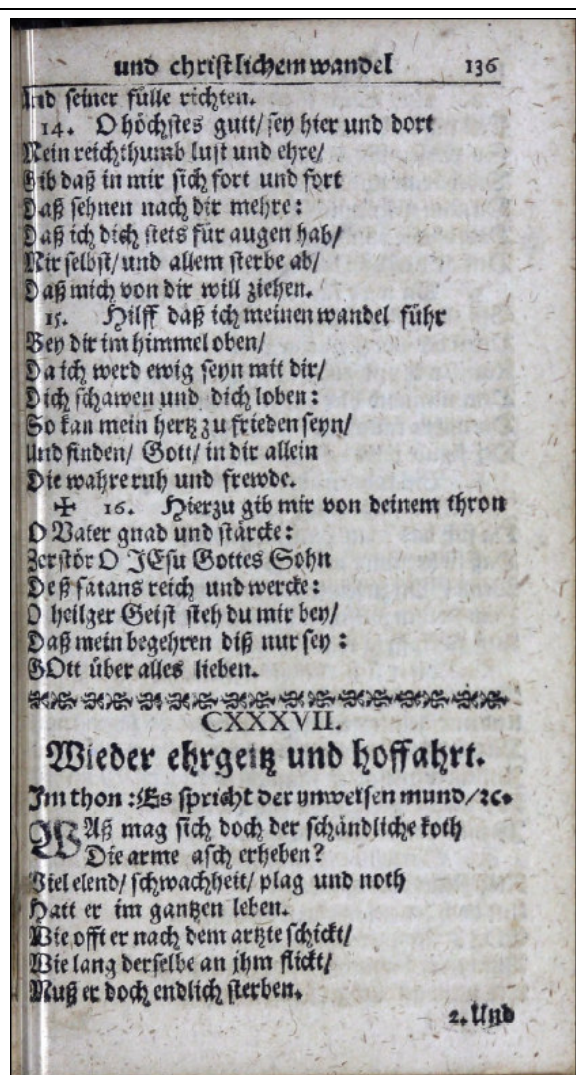 und christlichem wandel 136
Und seiner fülle richten.
14. O höchstes gutt/ sey hier und dort
Mein reichthumb lust und ehre/
Gib daß in mir sich fort und fort
Daß sehnen nach dir mehre:
Daß ich dich stets für augen hab/
Mir selbst/ und allem sterbe ab/
Daß mich von dir will ziehen.
15. Hilff daß ich meinen wandel führ
Bey dir im himmel oben/
Da ich werd ewig seyn mit dir/
Dich schawen und dich loben:
So kan mein hertz zu frieden seyn/
Und finden/ Gott/ in dir allein
Die wahre ruh und frewde.
✠ 16. Hierzu gib mir von deinem thron
O Vater gnad und stärcke:
Zerstör O JEsu Gottes Sohn
Deß satans reich und wercke:
O heilger Geist steh du mir bey/
Daß mein begehren diß nur sey:
GOtt über alles lieben.
CXXXVII.
Wieder ehrgeitz und hoffahrt.
Im thon: Es spricht der unweisen mund/ ꝛc.
WAß mag sich doch der schändliche koth
Die arme asch erheben?
Viel elend/ schwachheit/ plag und noth
Hatt er im gantzen leben.
Wie offt er nach dem artzte schickt/
Wie lang derselbe an ihm flickt/
Muß er doch endlich sterben.
2. Und